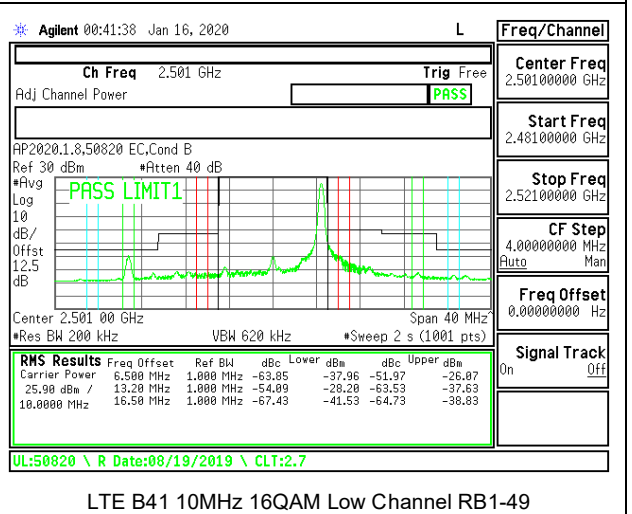 Agilent 00:41:38 Jan 16, 2020 L Freq/Channel
Ch Freq 2.501 GHz Trig Free
Adj Channel Power PASS
Center Freq
2.50100000 GHz
Start Freq
2.48100000 GHz
AP2020.1.8,50820 EC,Cond B
Ref 30 dBm #Atten 40 dB
#Avg
Log
10
dB/
Offst
12.5
dB
PASS LIMIT1
Stop Freq
2.52100000 GHz
CF Step
4.00000000 MHz
Auto Man
Freq Offset
0.00000000 Hz
Center 2.501 00 GHz Span 40 MHz^
#Res BW 200 kHz VBW 620 kHz #Sweep 2 s (1001 pts)
Signal Track
On Off
RMS Results Freq Offset Ref BW dBc Lower dBm dBc Upper dBm
Carrier Power 6.500 MHz 1.000 MHz -63.85 -37.96 -51.97 -26.07
25.90 dBm / 13.20 MHz 1.000 MHz -54.09 -28.20 -63.53 -37.63
10.0000 MHz 16.50 MHz 1.000 MHz -67.43 -41.53 -64.73 -38.83
UL:50820 \ R Date:08/19/2019 \ CLT:2.7
LTE B41 10MHz 16QAM Low Channel RB1-49